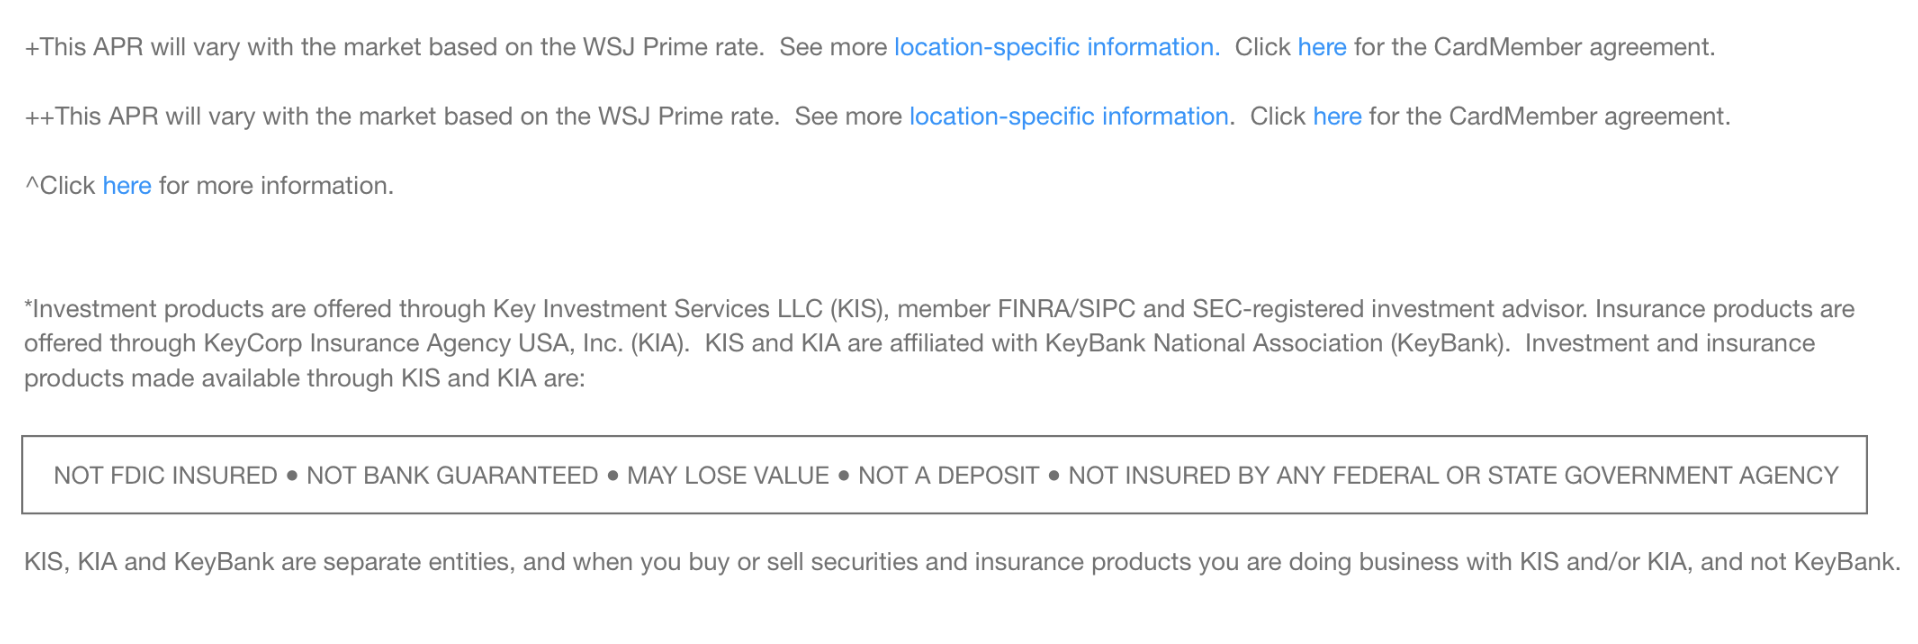 +This APR will vary with the market based on the WSJ Prime rate.  See more location-specific information.  Click here for the CardMember agreement.
++This APR will vary with the market based on the WSJ Prime rate.  See more location-specific information.  Click here for the CardMember agreement.
^Click here for more information.
*Investment products are offered through Key Investment Services LLC (KIS), member FINRA/SIPC and SEC-registered investment advisor. Insurance products are
offered through KeyCorp Insurance Agency USA, Inc. (KIA).  KIS and KIA are affiliated with KeyBank National Association (KeyBank).  Investment and insurance
products made available through KIS and KIA are:
NOT FDIC INSURED ● NOT BANK GUARANTEED ● MAY LOSE VALUE ● NOT A DEPOSIT ● NOT INSURED BY ANY FEDERAL OR STATE GOVERNMENT AGENCY
KIS, KIA and KeyBank are separate entities, and when you buy or sell securities and insurance products you are doing business with KIS and/or KIA, and not KeyBank.